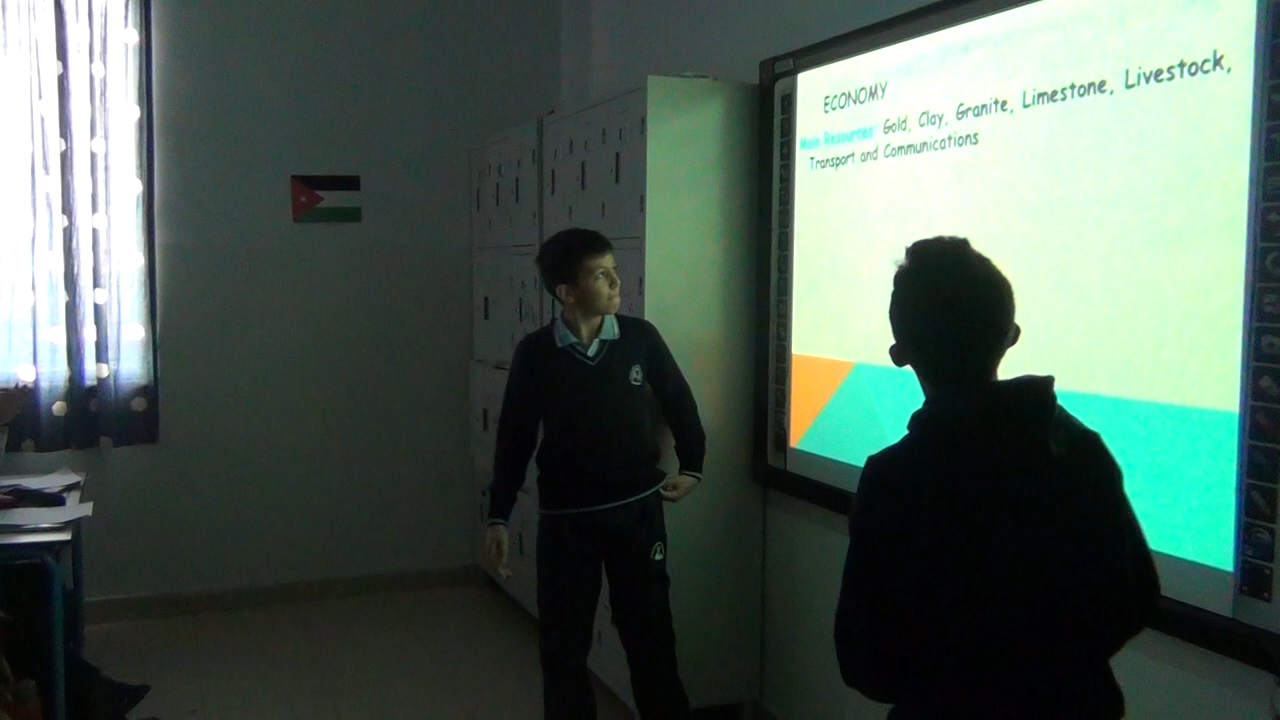 ECONOMY
Main Resources: Gold, Clay, Granite, Limestone, Livestock,
Transport and Communications